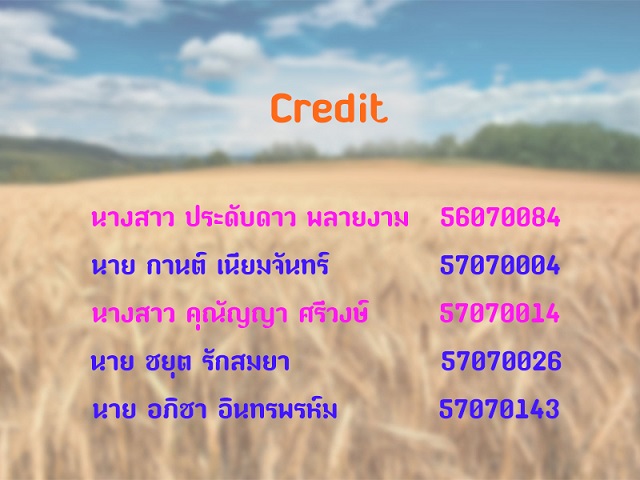 Credit
นางสาว ประดับดาว พลายงาม 56070084
นาย กานต์ เนียมจันทร์ 57070004
นางสาว คุณัญญา ศรีวงษ์ 57070014
นาย ชยุต รักสมยา 57070026
นาย อภิชา อินทรพรห์ม 57070143